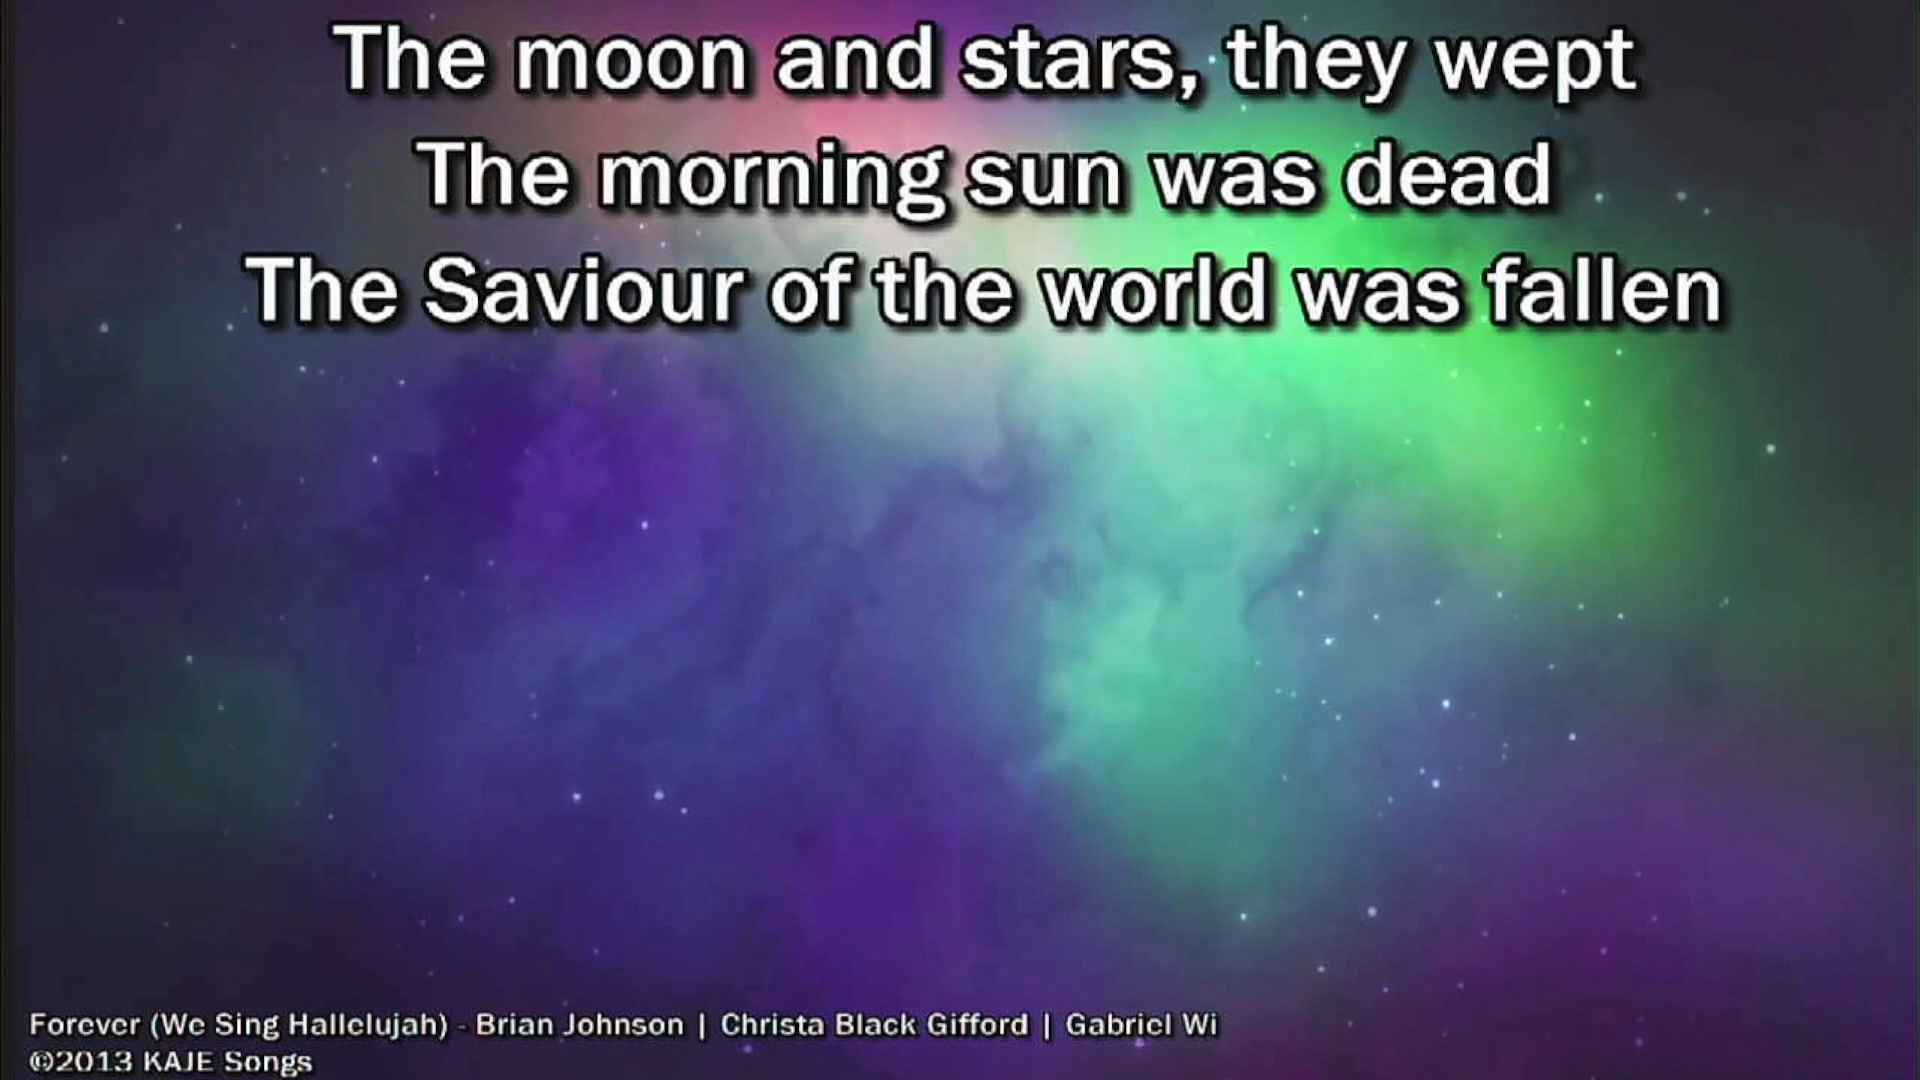 The moon and stars, they wept
The morning sun was dead
The Saviour of the world was fallen
Forever (We Sing Hallelujah) - Brian Johnson | Christa Black Gifford | Gabriel Wi
©2013 KAJE Songs